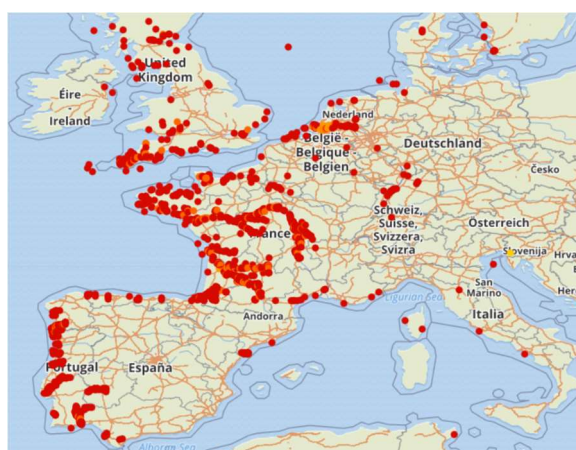 United
Kingdom
Éire
-
Ireland
Nederland
België -
Belgique -
Belgien
Deutschland
Česko
Schweiz,
Suisse,
Svizzera,
Svizra
Österreich
France
Slovenija
Hrva
Ligurian Sea
San
Marino
Italia
Andorra
Portugal
España
Alboran Sea